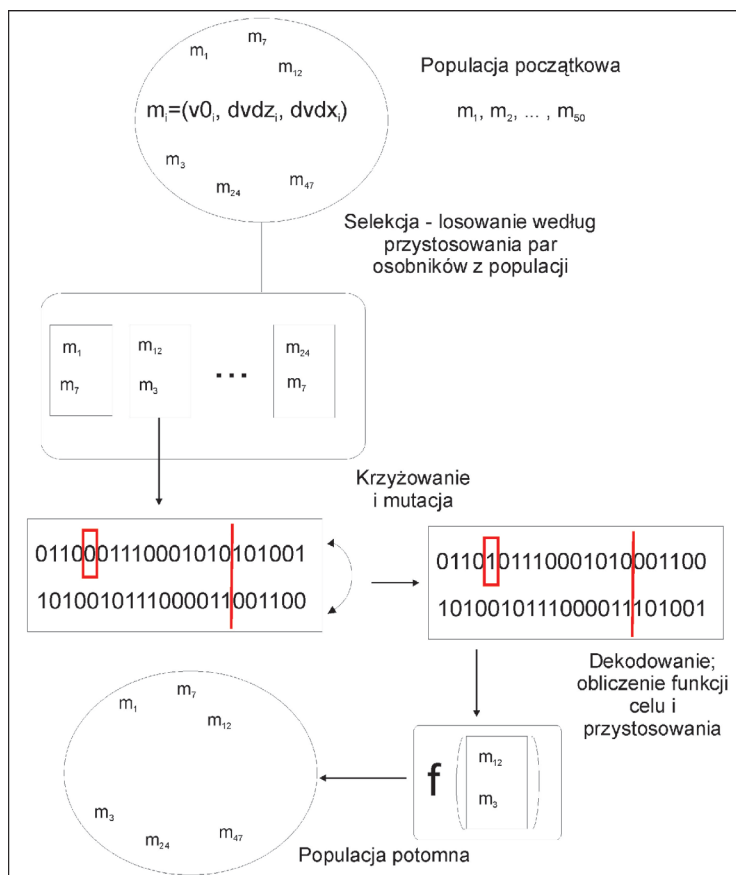 m₁ m₇ m₁₂
mᵢ=(v0ᵢ, dvdzᵢ, dvdxᵢ)
m₃ m₂₄ m₄₇
Populacja początkowa
m₁, m₂, ... , m₅₀
Selekcja - losowanie według
przystosowania par
osobników z populacji
m₁ m₁₂ ... m₂₄
m₇ m₃ m₇
Krzyżowanie
i mutacja
0110001110001010101001
1010010111000011001100
0110101110001010001100
1010010111000011101001
Dekodowanie;
obliczenie funkcji
celu i
przystosowania
f
m₁₂
m₃
m₁ m₇ m₁₂
m₃ m₂₄ m₄₇
Populacja potomna